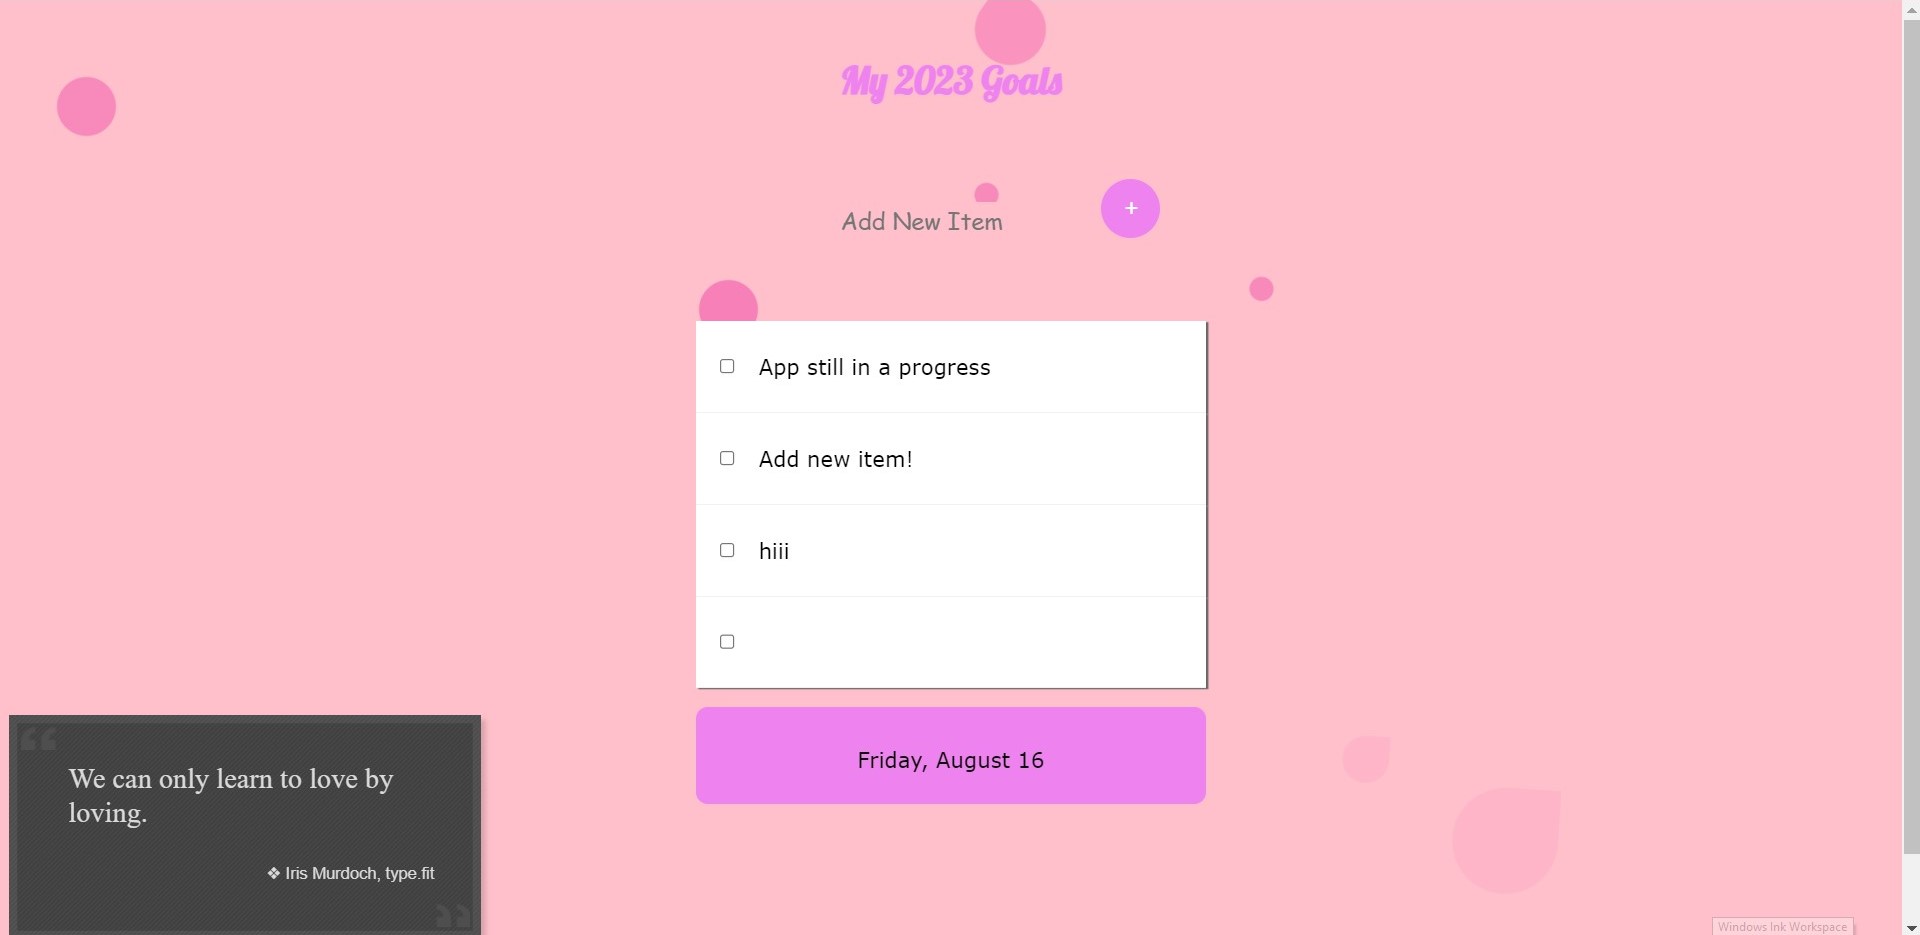 My 2023 Goals
Add New Item
+
App still in a progress
Add new item!
hiii
Friday, August 16
“
We can only learn to love by
loving.
❖ Iris Murdoch, type.fit
”
Windows Ink Workspace